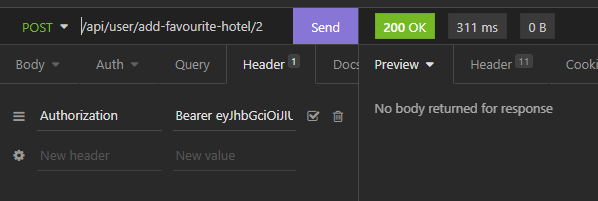 POST /api/user/add-favourite-hotel/2 Send 200 OK 311 ms 0 B
Body Auth Query Header 1 Docs Preview Header 11 Cooki
Authorization Bearer eyJhbGciOiJIU No body returned for response
New header New value